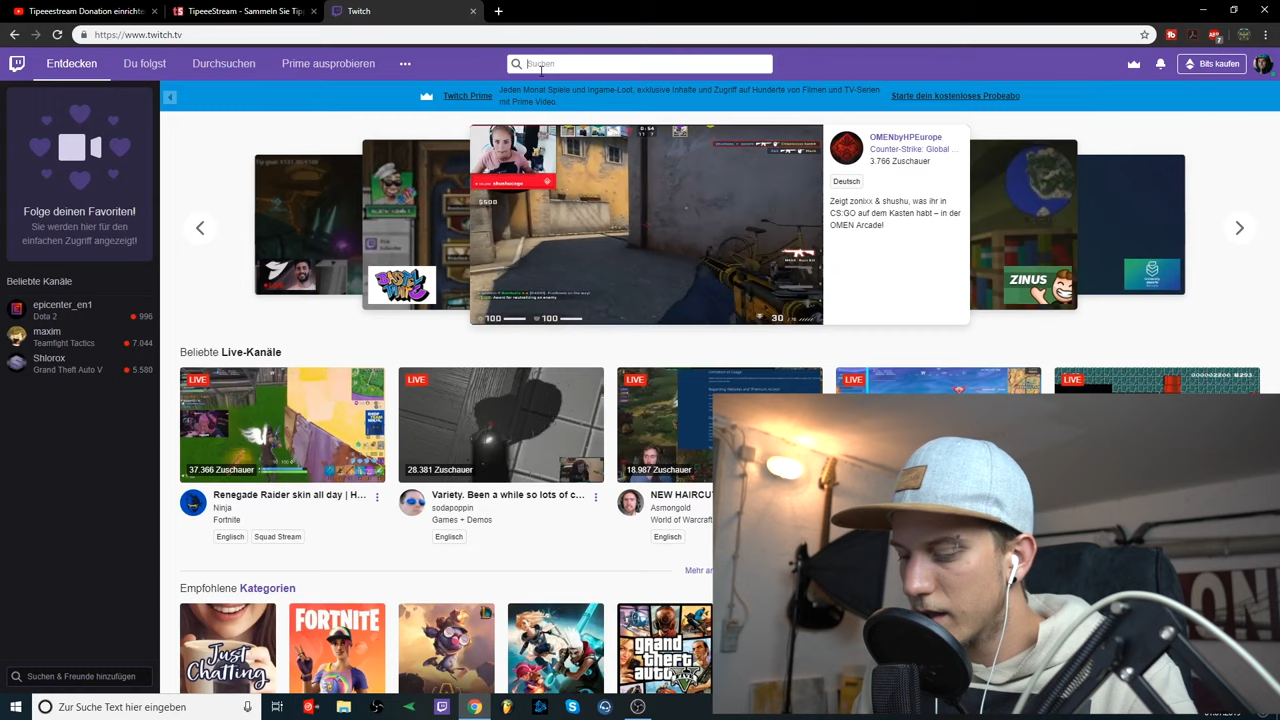 Tipeeestream Donation einrichte
TipeeeStream - Sammeln Sie Tip
Twitch
https://www.twitch.tv
Entdecken
Du folgst
Durchsuchen
Prime ausprobieren
Suchen
Bits kaufen
Twitch Prime
Jeden Monat Spiele und Ingame-Loot, exklusive Inhalte und Zugriff auf Hunderte von Filmen und TV-Serien
mit Prime Video.
Starte dein kostenloses Probeabo
Folge deinen Favoriten!
Sie werden hier für den
einfachen Zugriff angezeigt!
Beliebte Kanäle
epicenter_en1
Dota 2
996
maxim
Teamfight Tactics
7.044
Shlorox
Grand Theft Auto V
5.580
$500
100
100
30
OMENbyHPEurope
Counter-Strike: Global ...
3.766 Zuschauer
Deutsch
Zeigt zonixx & shushu, was ihr in
CS:GO auf dem Kasten habt – in der
OMEN Arcade!
ZINUS
Beliebte Live-Kanäle
LIVE
37.366 Zuschauer
Renegade Raider skin all day | H...
Ninja
Fortnite
Englisch
Squad Stream
LIVE
28.381 Zuschauer
Variety. Been a while so lots of c...
sodapoppin
Games + Demos
Englisch
LIVE
18.987 Zuschauer
NEW HAIRCU
Asmongold
World of Warcraft
Englisch
LIVE
LIVE
Mehr an
Empfohlene Kategorien
Just
Chatting
FORTNITE
grand
theft
auto
V
Suchen & Freunde hinzufügen
Zur Suche Text hier eingeben